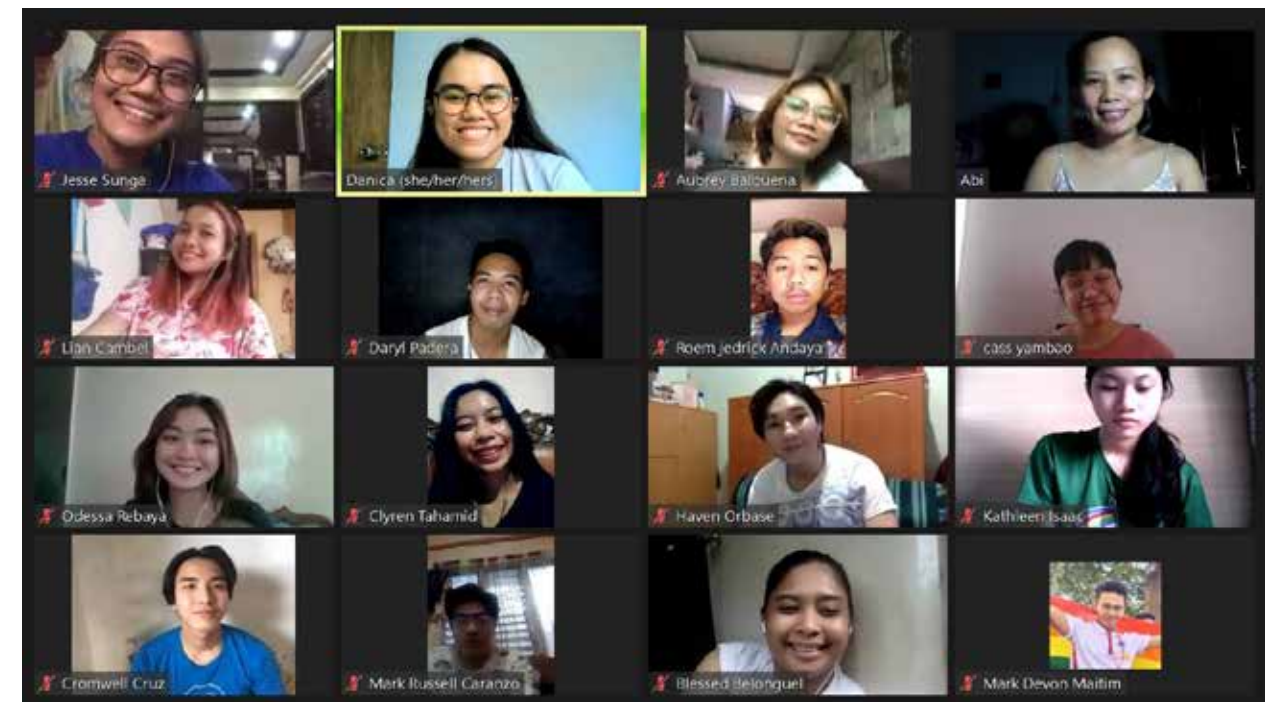 Jesse Sunga
Danica (she/her/hers)
Aubrey Balbuena
Abi
Lian Cambel
Daryl Padera
Roem Jedrick Andaya
cass yambao
Odessa Rebaya
Clyren Tahamid
Haven Orbase
Kathleen Isaac
Cromwell Cruz
Mark Russell Caranzo
Blessed Belonguel
Mark Devon Maitim